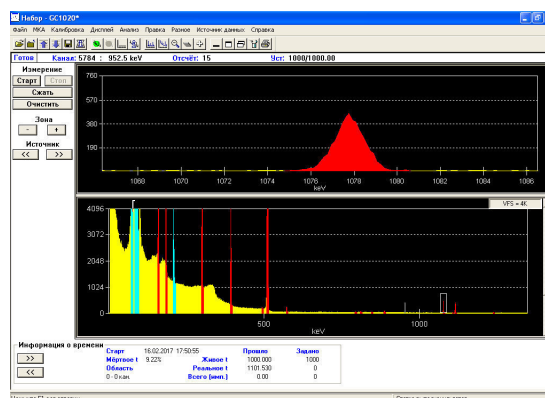 Набор - GC1020*
Файл МКА Калибровка Дисплей Анализ Правка Разное Источник данных Справка
Готов Канал: 5784 : 952.5 keV Отсчёт: 15 Уст: 1000/1000.00
Измерение
Старт Стоп
Сжать
Очистить
Зона
- +
Источник
<< >>
760
570
380
190
1068 1070 1072 1074 1076 1078 1080 1082 1084 1086
keV
VFS = 4K
4096
3072
2048
1024
0
500 1000
keV
Информация о времени
>>
<<
Старт 16.02.2017 17:50:55 Прошло Задано
Мёртвое t 9.22% Живое t 1000.000 1000
Область Реальное t 1101.530 0
0 - 0 кан. Всего (имп.) 0.00 0